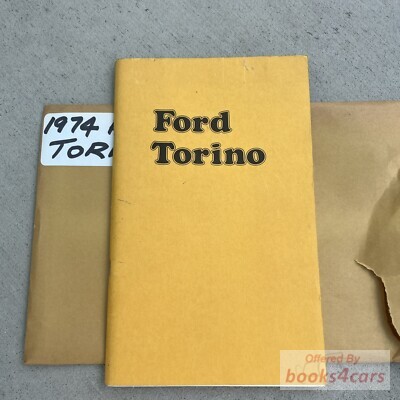 1974
TOR
Ford
Torino
Offered By
books4cars